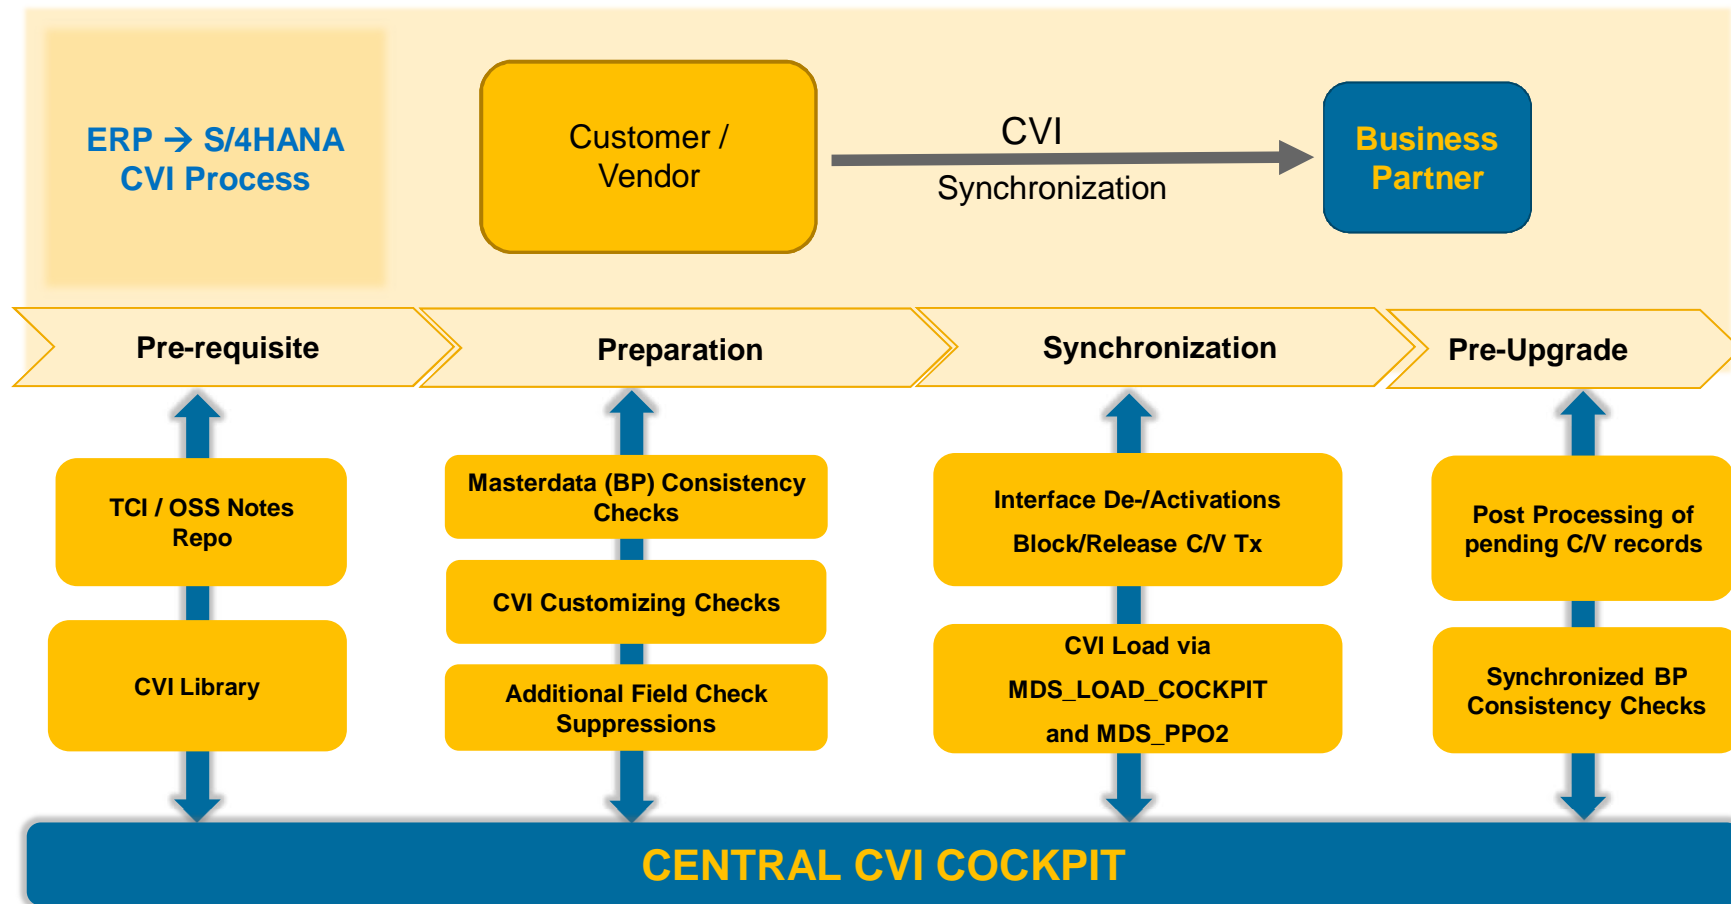 ERP → S/4HANA
CVI Process
Customer /
Vendor
CVI
Synchronization
Business
Partner
Pre-requisite
Preparation
Synchronization
Pre-Upgrade
TCI / OSS Notes
Repo
CVI Library
Masterdata (BP) Consistency
Checks
CVI Customizing Checks
Additional Field Check
Suppressions
Interface De-/Activations
Block/Release C/V Tx
CVI Load via
MDS_LOAD_COCKPIT
and MDS_PPO2
Post Processing of
pending C/V records
Synchronized BP
Consistency Checks
CENTRAL CVI COCKPIT